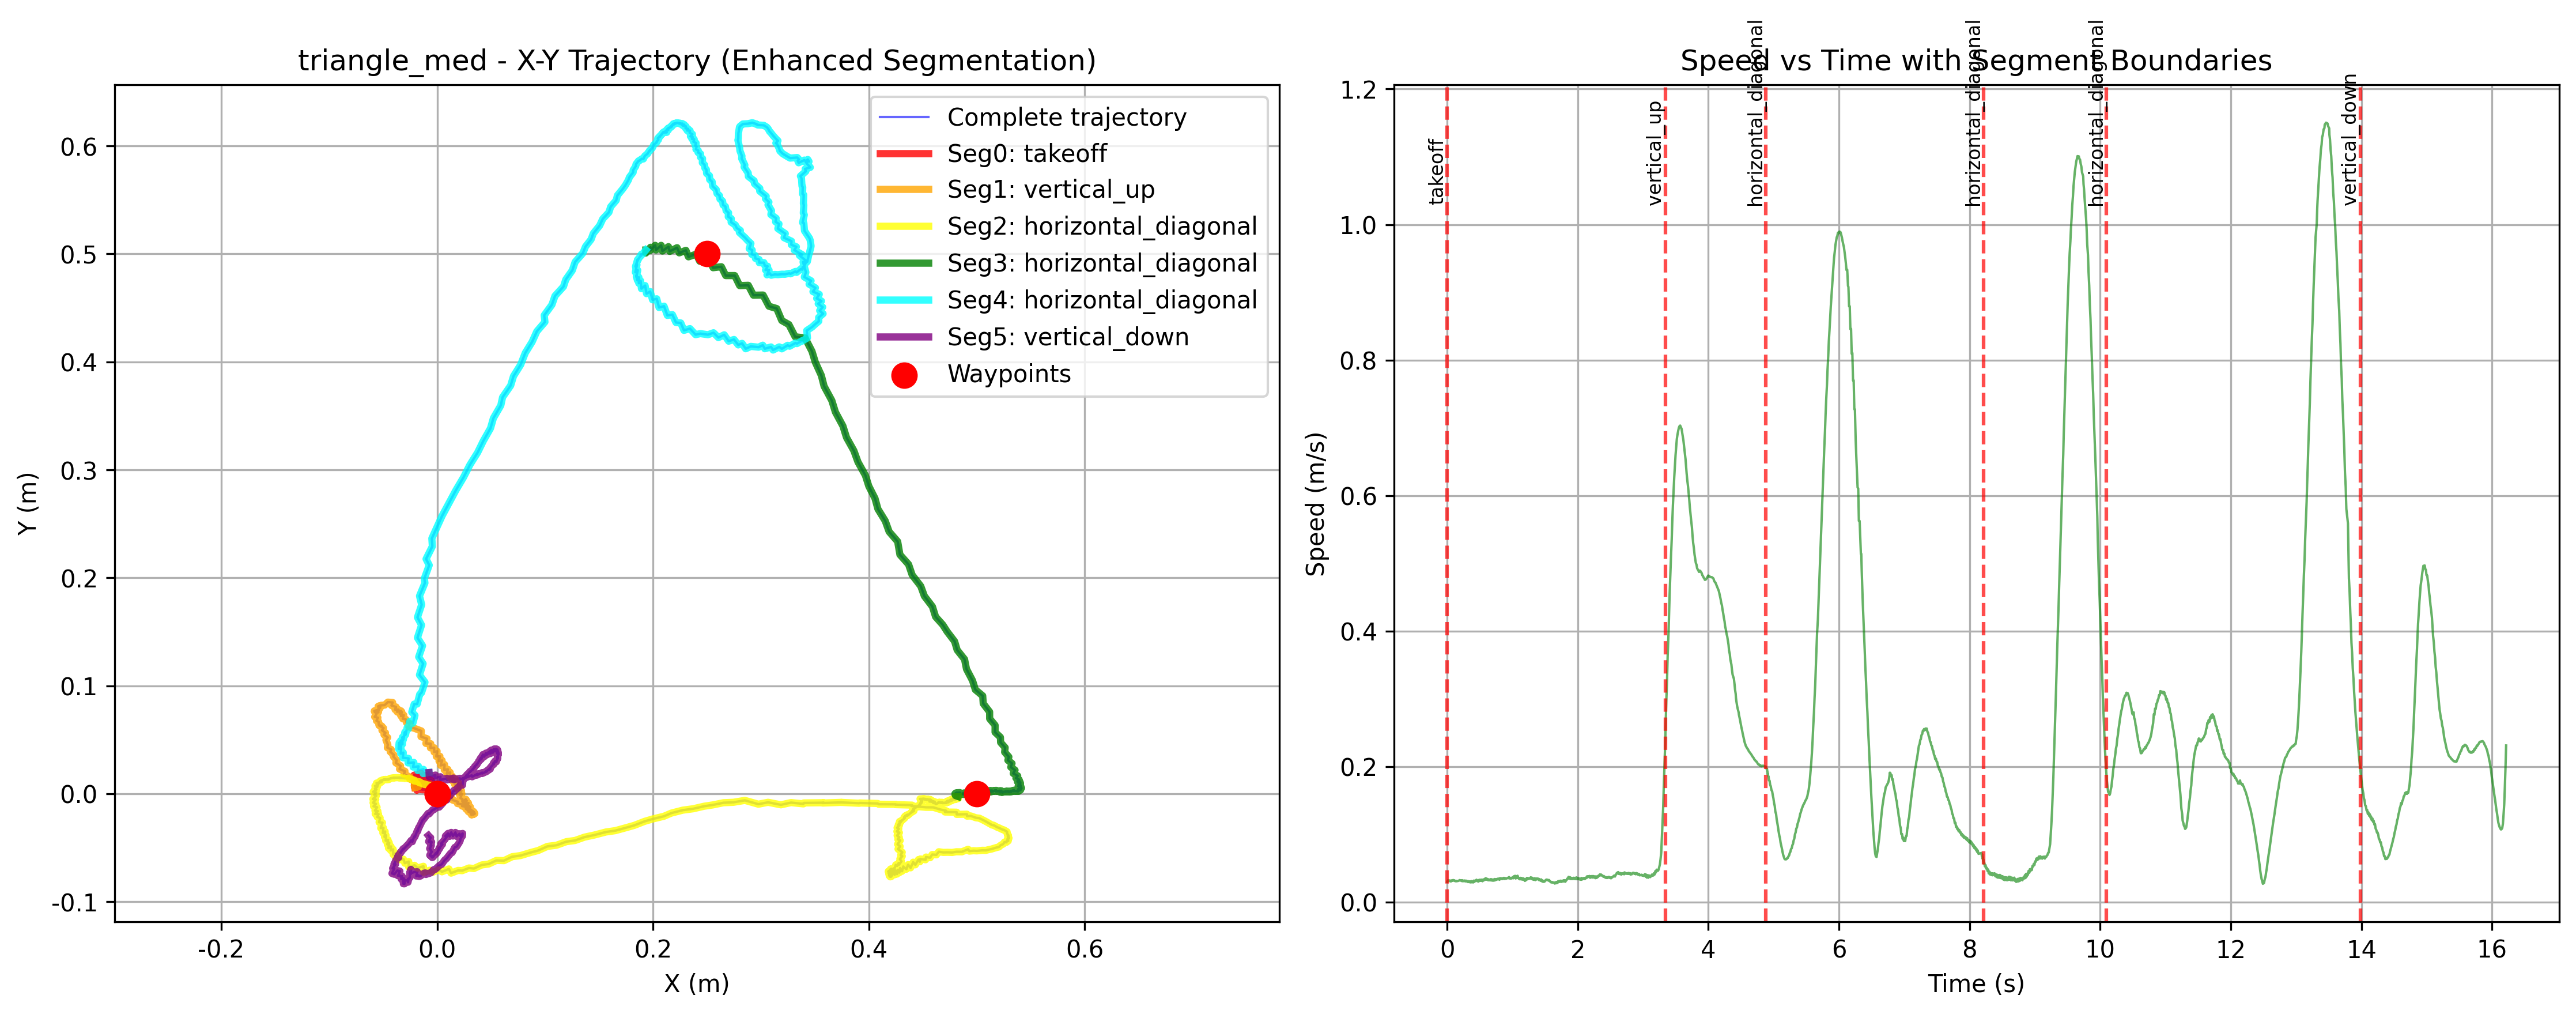 triangle_med - X-Y Trajectory (Enhanced Segmentation)
Y (m)
0.6
0.5
0.4
0.3
0.2
0.1
0.0
-0.1
-0.2
0.0
0.2
0.4
0.6
X (m)
Complete trajectory
Seg0: takeoff
Seg1: vertical_up
Seg2: horizontal_diagonal
Seg3: horizontal_diagonal
Seg4: horizontal_diagonal
Seg5: vertical_down
Waypoints
Speed vs Time with Segment Boundaries
Speed (m/s)
1.2
1.0
0.8
0.6
0.4
0.2
0.0
takeoff
vertical_up
horizontal_diagonal
horizontal_diagonal
horizontal_diagonal
vertical_down
0
2
4
6
8
10
12
14
16
Time (s)